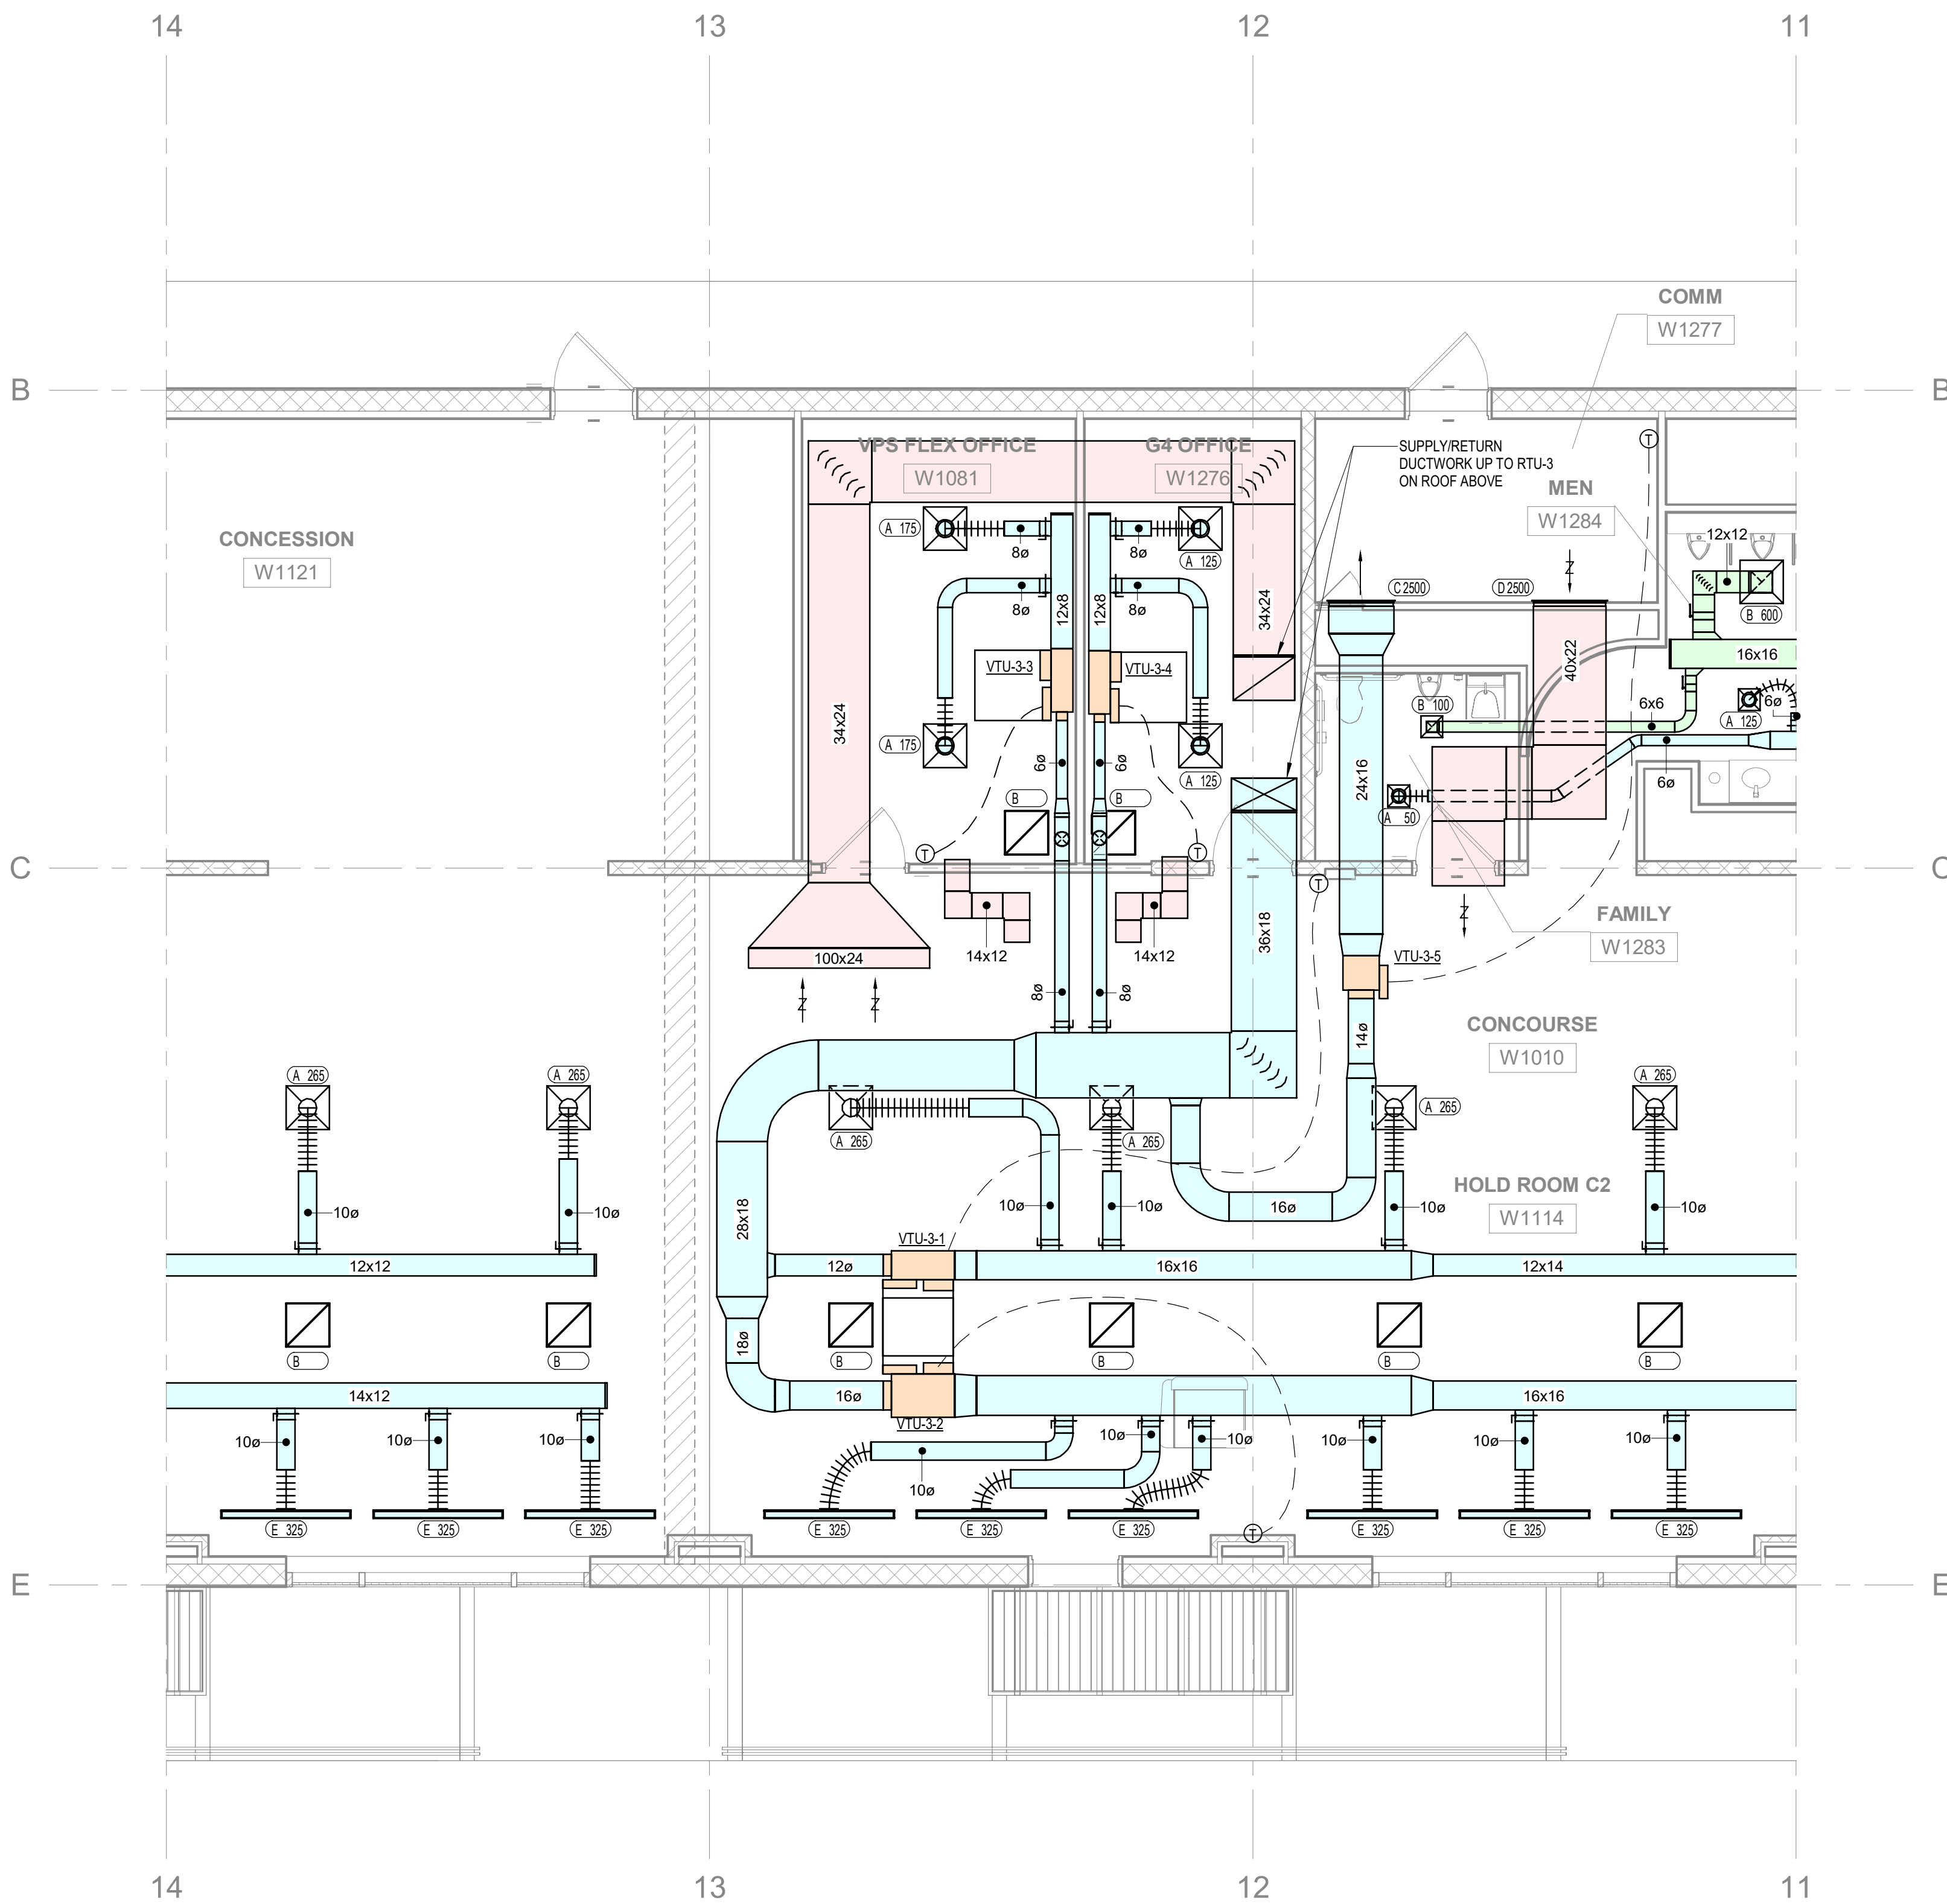 14
13
12
11
COMM
W1277
B
B
VPS FLEX OFFICE
W1081
G4 OFFICE
W1276
SUPPLY/RETURN
DUCTWORK UP TO RTU-3
ON ROOF ABOVE
MEN
W1284
CONCESSION
W1121
A 175
8ø
8ø
A 125
12x12
8ø
8ø
12x8
12x8
34x24
C 2500
D 2500
B 600
16x16
40x22
VTU-3-3
VTU-3-4
34x24
B 100
6x6
A 125
6ø
A 175
A 125
6ø
6ø
24x16
6ø
B
B
A 50
T
T
T
T
C
C
14x12
14x12
36x18
FAMILY
W1283
100x24
VTU-3-5
Z
Z
Z
Z
8ø
8ø
14ø
CONCOURSE
W1010
A 265
A 265
A 265
A 265
A 265
A 265
HOLD ROOM C2
W1114
10ø
10ø
10ø
10ø
10ø
10ø
16ø
28x18
VTU-3-1
12x12
12ø
16x16
12x14
18ø
B
B
B
B
B
B
14x12
16ø
16x16
VTU-3-2
10ø
10ø
10ø
10ø
10ø
10ø
10ø
10ø
10ø
E 325
E 325
E 325
E 325
E 325
E 325
E 325
E 325
E 325
T
E
E
14
13
12
11